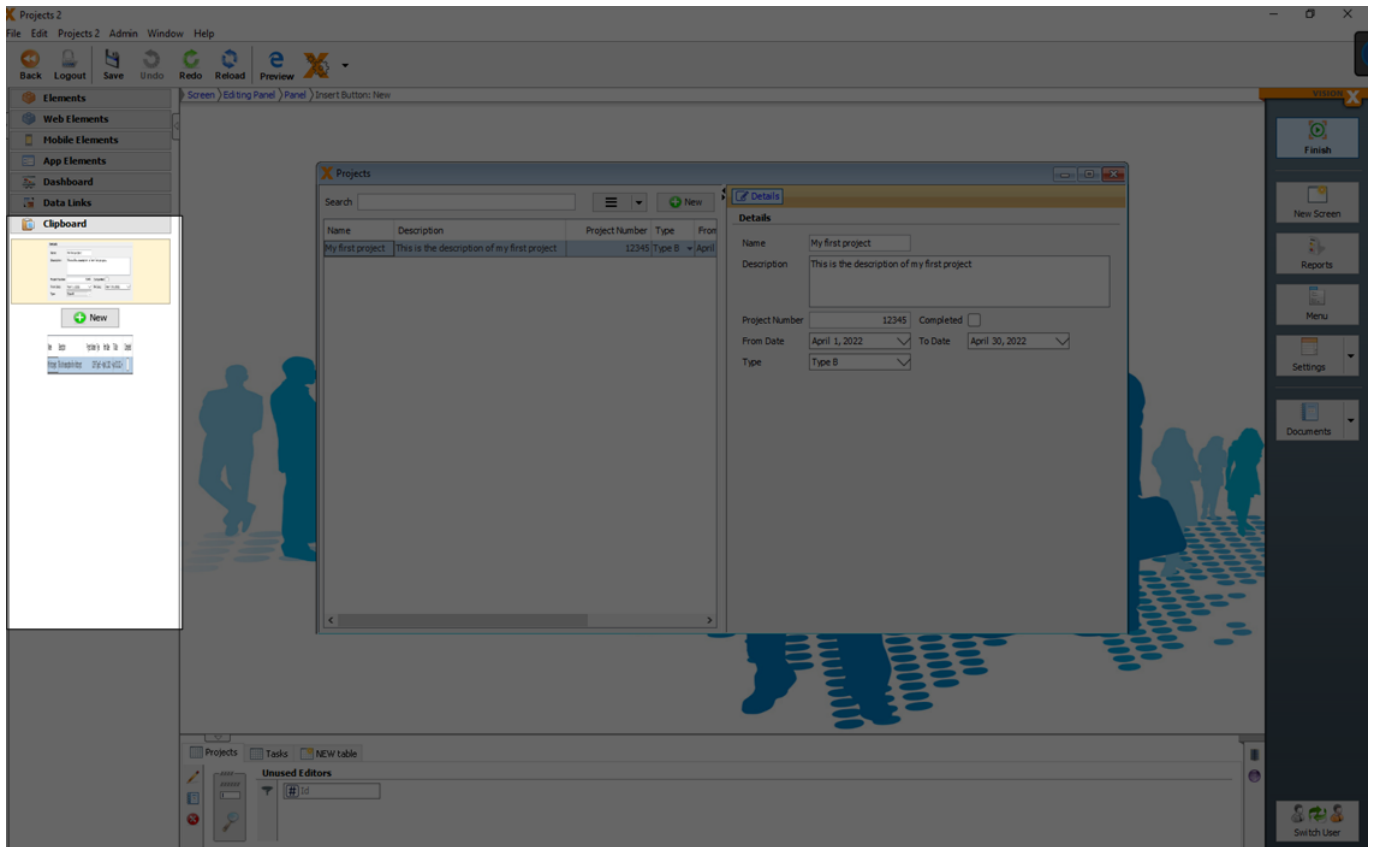 Projects 2
File Edit Projects 2 Admin Window Help
Back Logout Save Undo Redo Reload Preview
Elements
Web Elements
Mobile Elements
App Elements
Dashboard
Data Links
Clipboard
New
Screen Editing Panel Panel Insert Button: New
Projects
Search
New
Name Description Project Number Type From
My first project This is the description of my first project 12345 Type B April
Details
Details
Name My first project
Description This is the description of my first project
Project Number 12345 Completed
From Date April 1, 2022 To Date April 30, 2022
Type Type B
VISION X
Finish
New Screen
Reports
Menu
Settings
Documents
Switch User
Projects Tasks NEW table
Unused Editors
# Id